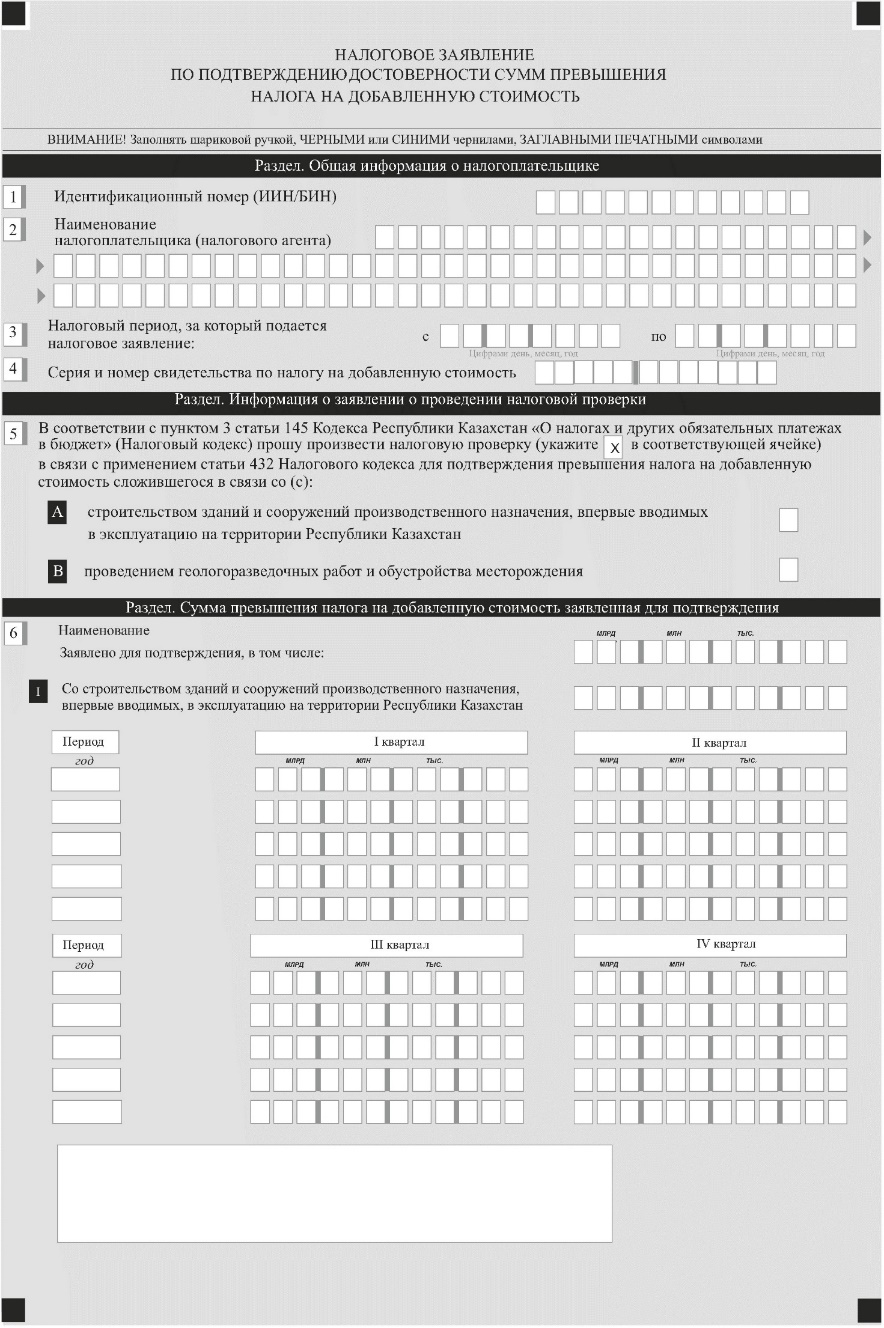 НАЛОГОВОЕ ЗАЯВЛЕНИЕ
ПО ПОДТВЕРЖДЕНИЮ ДОСТОВЕРНОСТИ СУММ ПРЕВЫШЕНИЯ
НАЛОГА НА ДОБАВЛЕННУЮ СТОИМОСТЬ
ВНИМАНИЕ! Заполнять шариковой ручкой, ЧЕРНЫМИ или СИНИМИ чернилами, ЗАГЛАВНЫМИ ПЕЧАТНЫМИ символами
Раздел. Общая информация о налогоплательщике
1 Идентификационный номер (ИИН/БИН)
2 Наименование
налогоплательщика (налогового агента)
3 Налоговый период, за который подается
налоговое заявление: с по
Цифрами день, месяц, год Цифрами день, месяц, год
4 Серия и номер свидетельства по налогу на добавленную стоимость
Раздел. Информация о заявлении о проведении налоговой проверки
5 В соответствии с пунктом 3 статьи 145 Кодекса Республики Казахстан «О налогах и других обязательных платежах
в бюджет» (Налоговый кодекс) прошу произвести налоговую проверку (укажите X в соответствующей ячейке)
в связи с применением статьи 432 Налогового кодекса для подтверждения превышения налога на добавленную
стоимость сложившегося в связи со (с):
A строительством зданий и сооружений производственного назначения, впервые вводимых
в эксплуатацию на территории Республики Казахстан
B проведением геологоразведочных работ и обустройства месторождения
Раздел. Сумма превышения налога на добавленную стоимость заявленная для подтверждения
6 Наименование
МЛРД МЛН ТЫС.
Заявлено для подтверждения, в том числе:
I Со строительством зданий и сооружений производственного назначения,
впервые вводимых, в эксплуатацию на территории Республики Казахстан
Период I квартал II квартал
год МЛРД МЛН ТЫС. МЛРД МЛН ТЫС.
Период III квартал IV квартал
год МЛРД МЛН ТЫС. МЛРД МЛН ТЫС.